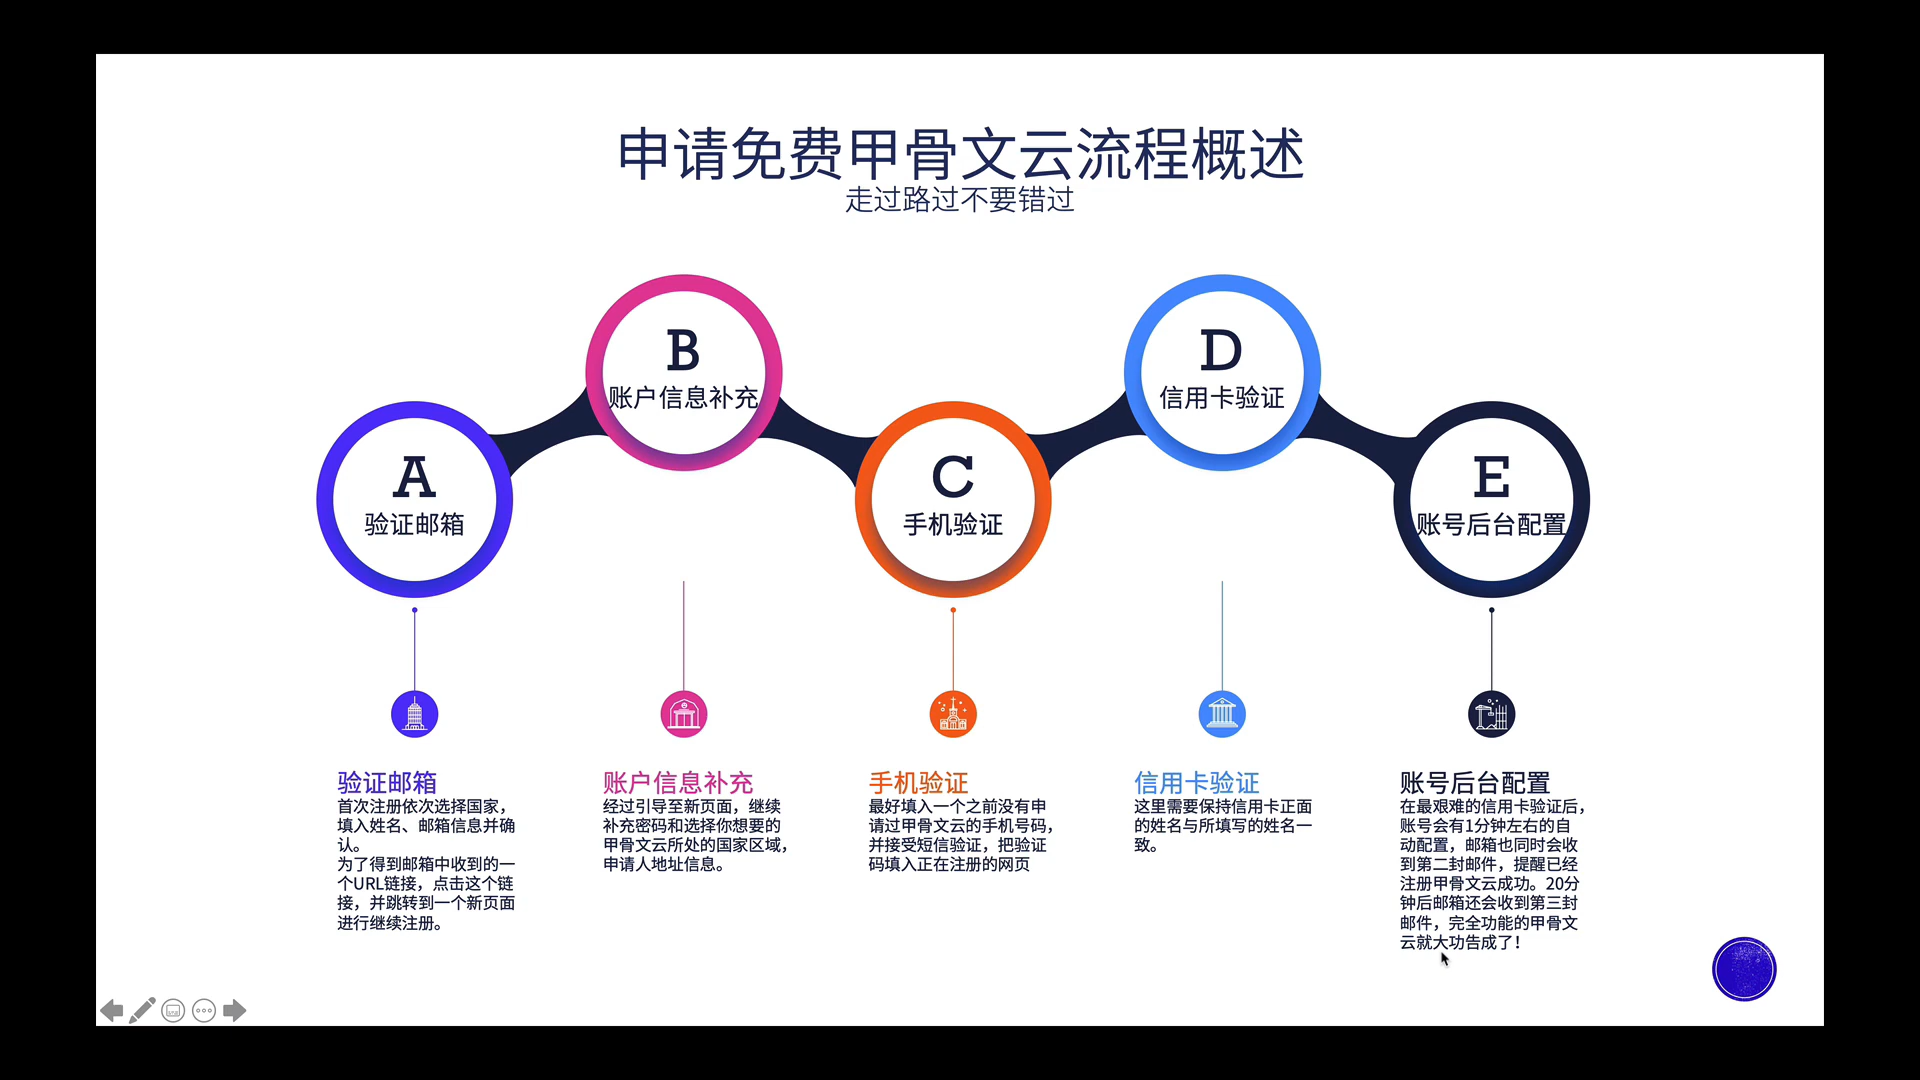 申请免费甲骨文云流程概述
走过路过不要错过
A
验证邮箱
B
账户信息补充
C
手机验证
D
信用卡验证
E
账号后台配置
验证邮箱
首次注册依次选择国家，
填入姓名、邮箱信息并确
认。
为了得到邮箱中收到的一
个URL链接，点击这个链
接，并跳转到一个新页面
进行继续注册。
账户信息补充
经过引导至新页面，继续
补充密码和选择你想要的
甲骨文云所处的国家区域，
申请人地址信息。
手机验证
最好填入一个之前没有申
请过甲骨文云的手机号码，
并接受短信验证，把验证
码填入正在注册的网页
信用卡验证
这里需要保持信用卡正面
的姓名与所填写的姓名一
致。
账号后台配置
在最艰难的信用卡验证后，
账号会有1分钟左右的自
动配置，邮箱也同时会收
到第二封邮件，提醒已经
注册甲骨文云成功。20分
钟后邮箱还会收到第三封
邮件，完全功能的甲骨文
云就大功告成了！